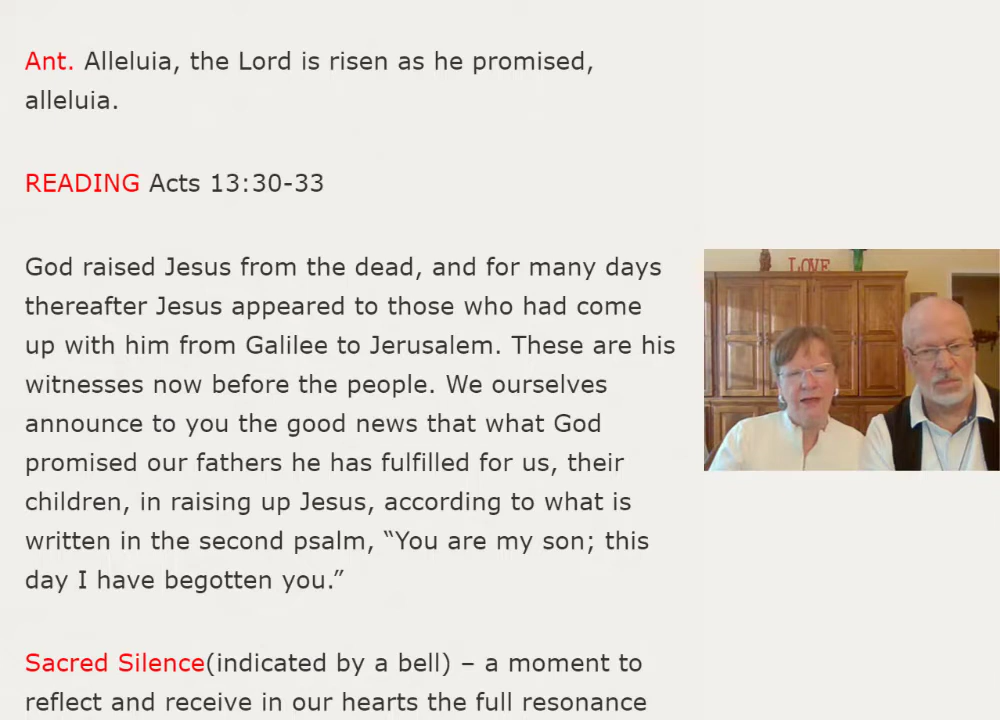 Ant. Alleluia, the Lord is risen as he promised,
alleluia.
READING Acts 13:30-33
God raised Jesus from the dead, and for many days
thereafter Jesus appeared to those who had come
up with him from Galilee to Jerusalem. These are his
witnesses now before the people. We ourselves
announce to you the good news that what God
promised our fathers he has fulfilled for us, their
children, in raising up Jesus, according to what is
written in the second psalm, “You are my son; this
day I have begotten you.”
Sacred Silence(indicated by a bell) – a moment to
reflect and receive in our hearts the full resonance
LOVE